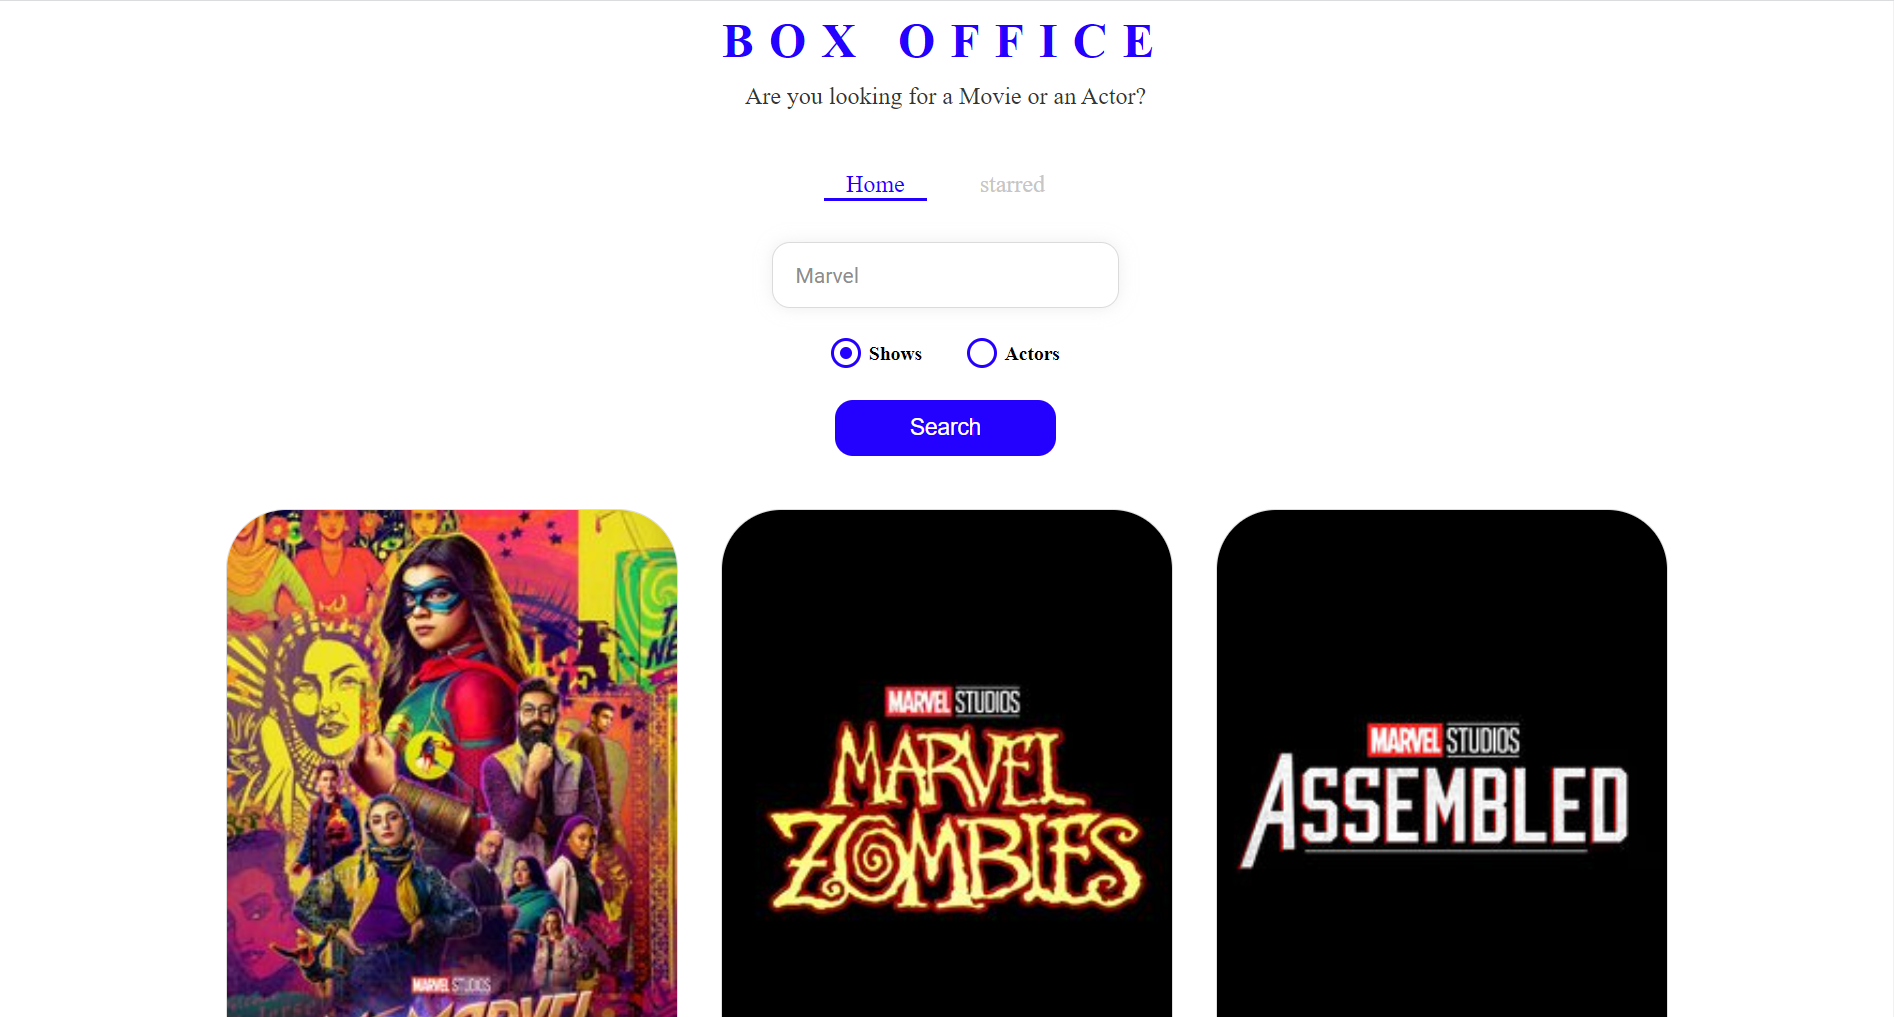 BOX OFFICE
Are you looking for a Movie or an Actor?
Home starred
Marvel
Shows Actors
Search
MARVEL STUDIOS
MARVEL
ZOMBIES
MARVEL STUDIOS
ASSEMBLED
MARVEL STUDIOS
MARVEL